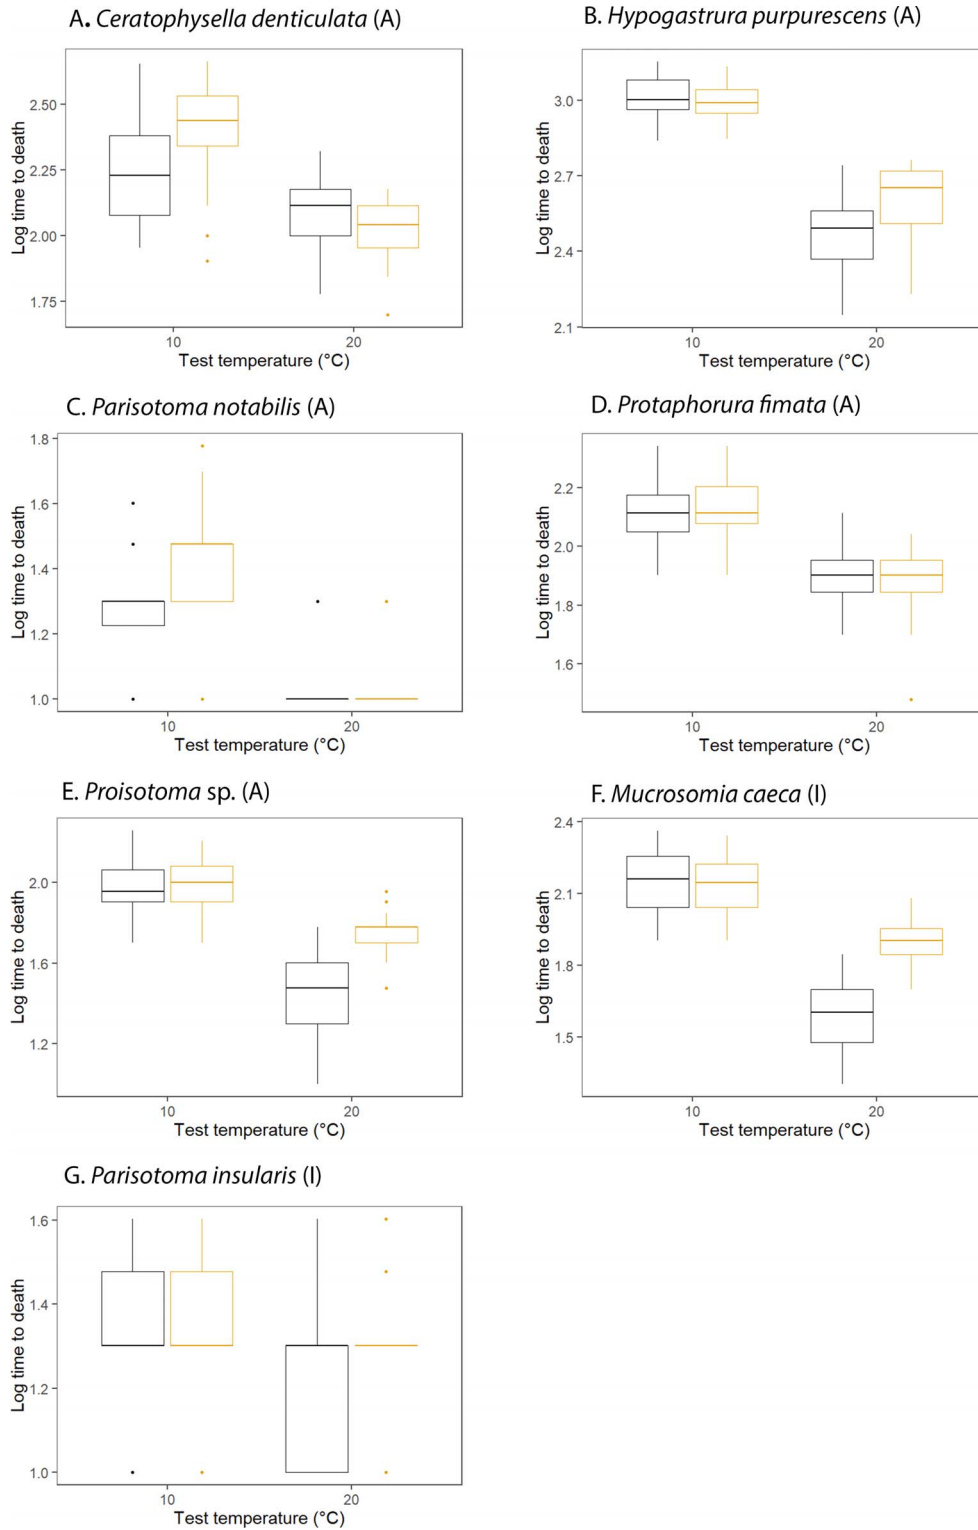 A. Ceratophysella denticulata (A)
Log time to death
2.50
2.25
2.00
1.75
10
20
Test temperature (°C)
B. Hypogastrura purpurescens (A)
Log time to death
3.0
2.7
2.4
2.1
10
20
Test temperature (°C)
C. Parisotoma notabilis (A)
Log time to death
1.8
1.6
1.4
1.2
1.0
10
20
Test temperature (°C)
D. Protaphorura fimata (A)
Log time to death
2.2
2.0
1.8
1.6
10
20
Test temperature (°C)
E. Proisotoma sp. (A)
Log time to death
2.0
1.6
1.2
10
20
Test temperature (°C)
F. Mucrosomia caeca (I)
Log time to death
2.4
2.1
1.8
1.5
10
20
Test temperature (°C)
G. Parisotoma insularis (I)
Log time to death
1.6
1.4
1.2
1.0
10
20
Test temperature (°C)